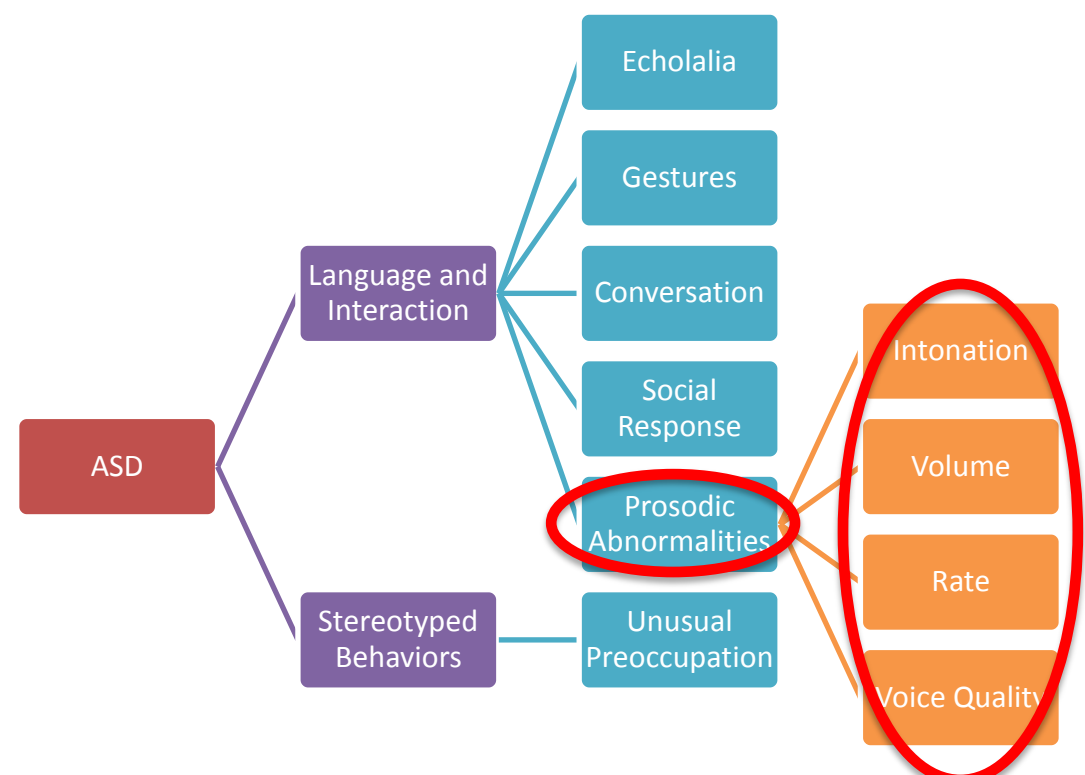 ASD
Language and
Interaction
Stereotyped
Behaviors
Echolalia
Gestures
Conversation
Social
Response
Prosodic
Abnormalities
Unusual
Preoccupation
Intonation
Volume
Rate
Voice Quality